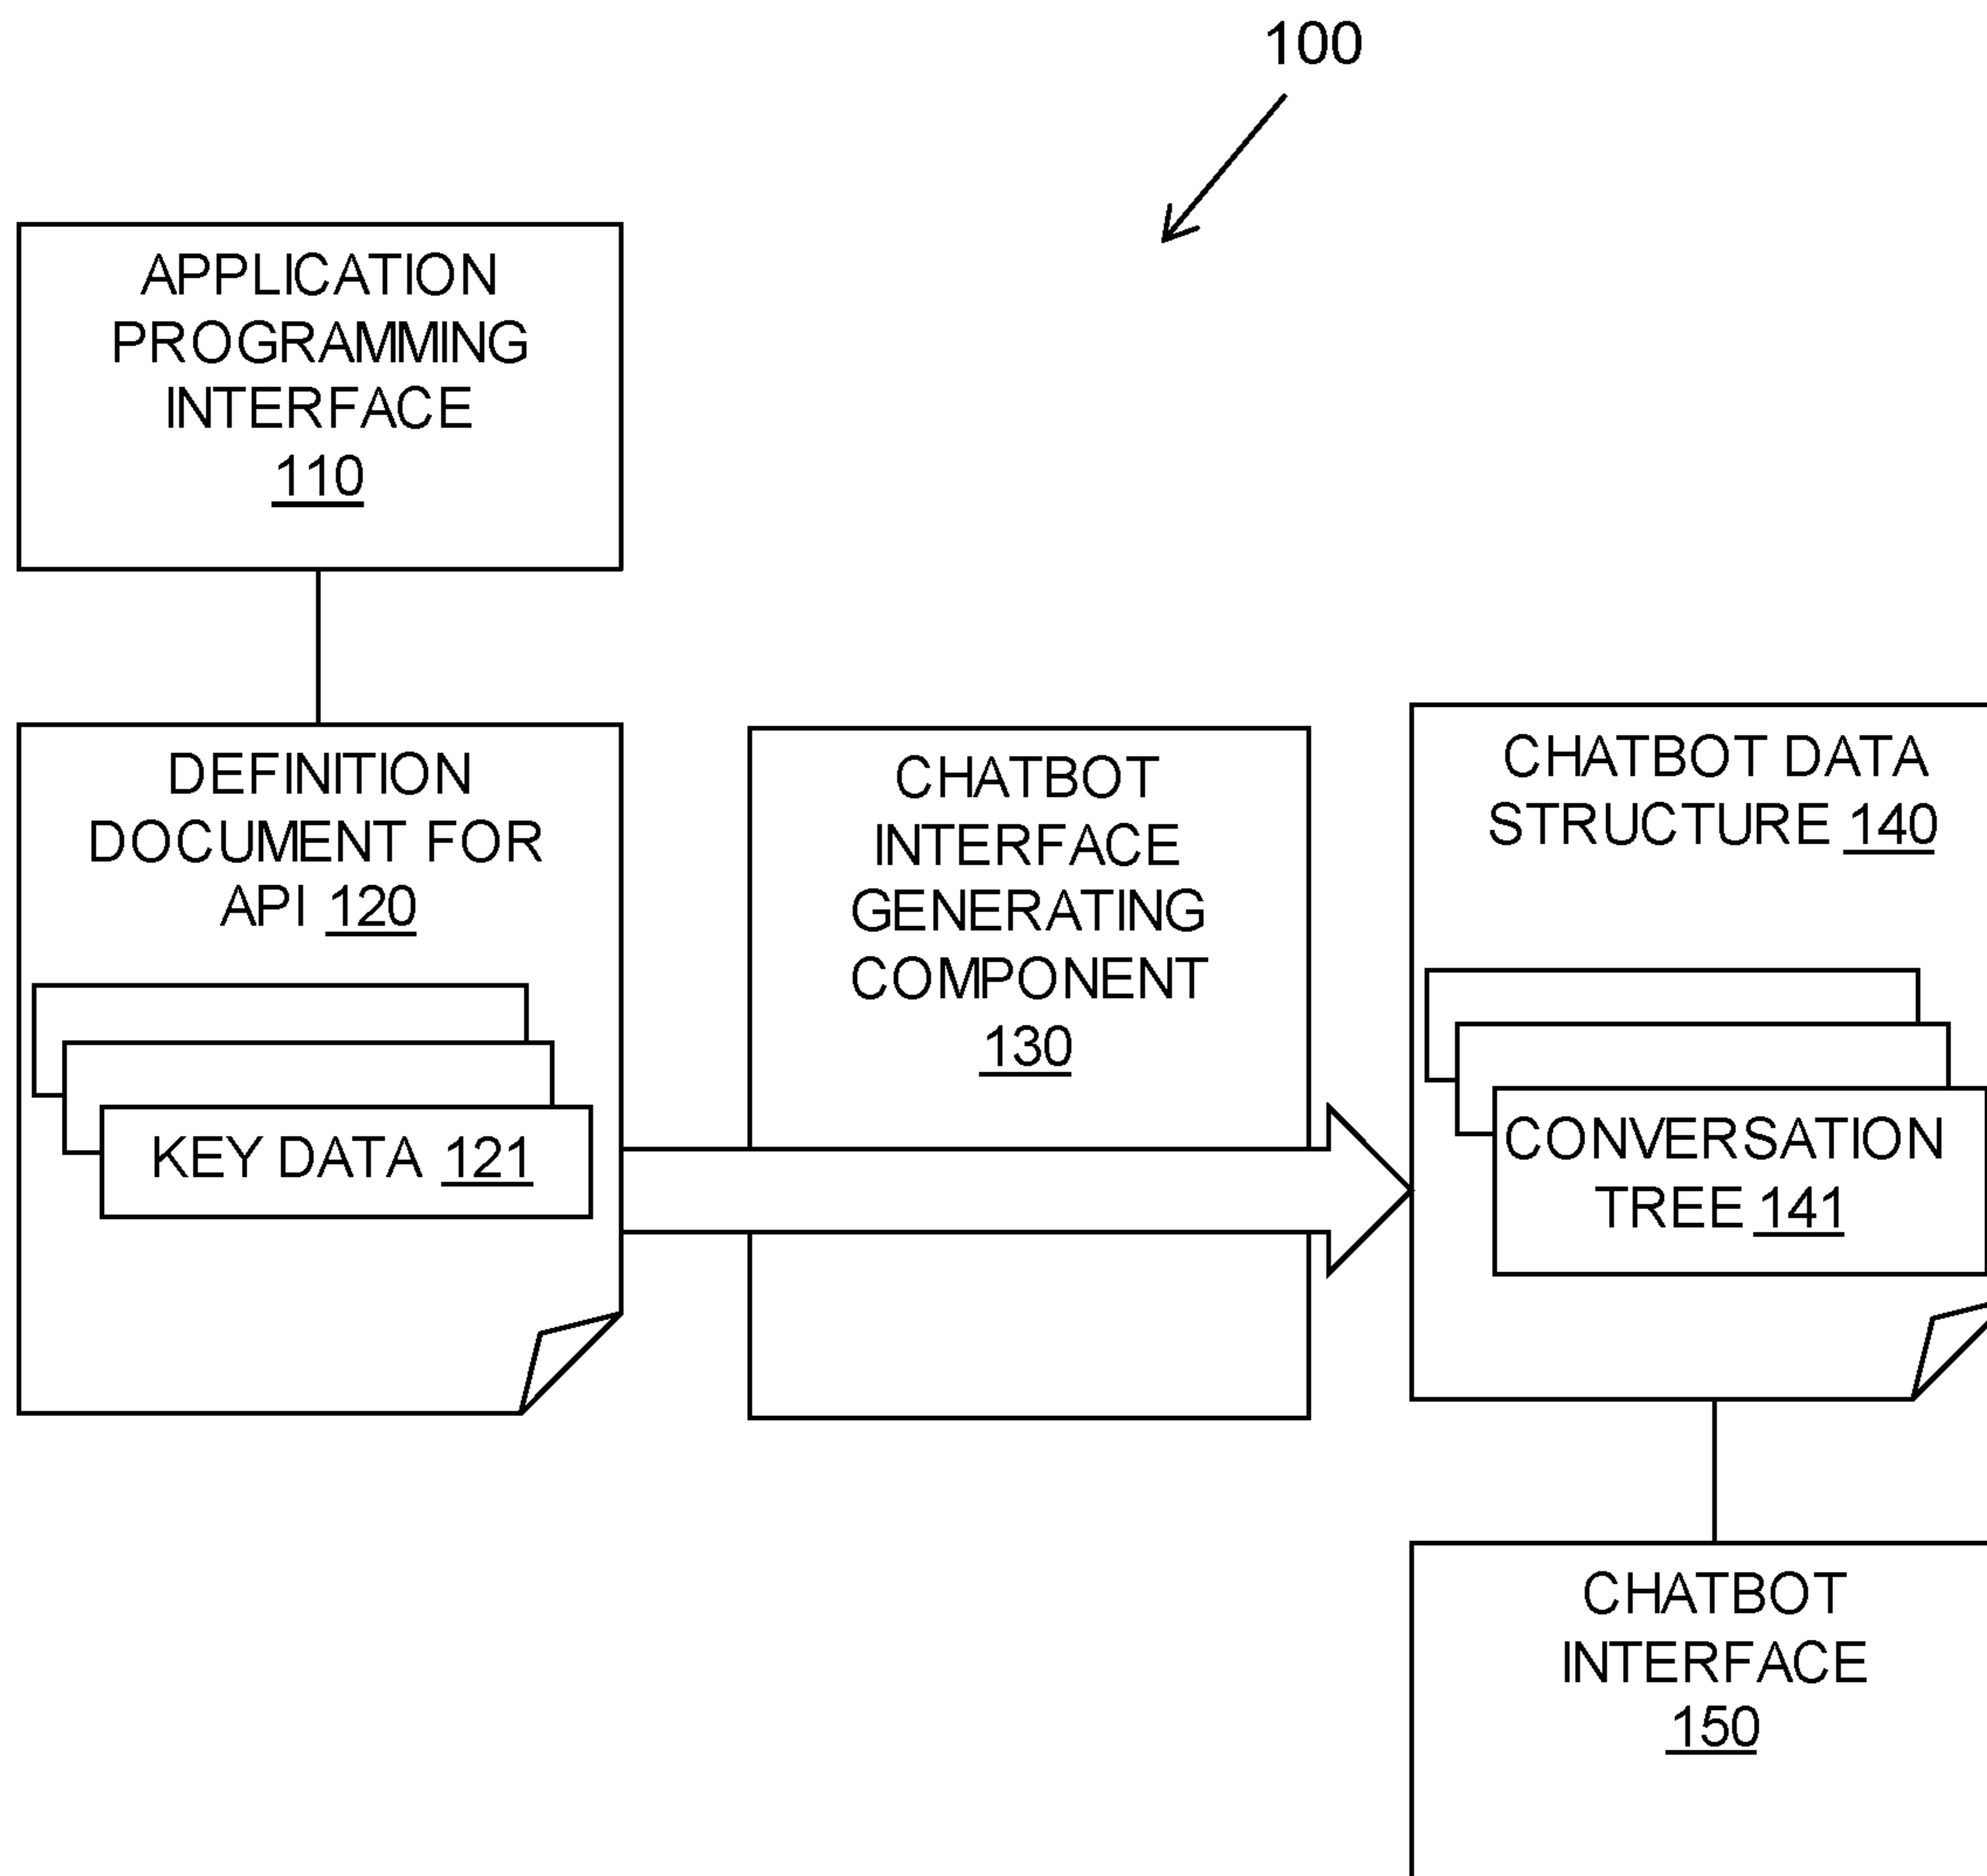 100
APPLICATION
PROGRAMMING
INTERFACE
110
DEFINITION
DOCUMENT FOR
API 120
KEY DATA 121
CHATBOT
INTERFACE
GENERATING
COMPONENT
130
CHATBOT DATA
STRUCTURE 140
CONVERSATION
TREE 141
CHATBOT
INTERFACE
150